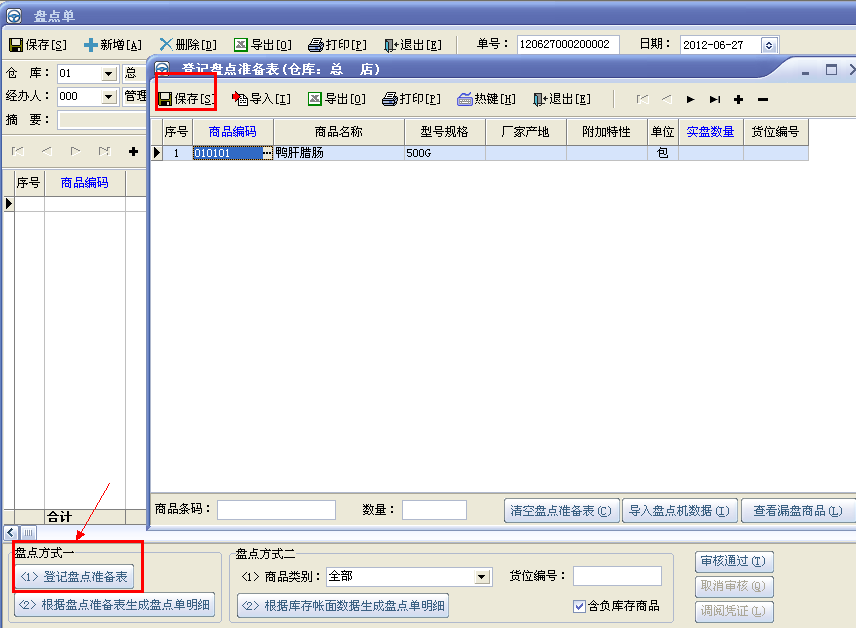 盘点单
保存[S] 新增[A] 删除[D] 导出[O] 打印[P] 退出[E] 单号： 120627000200002 日期： 2012-06-27
仓 库： 01 总
经办人： 000 管理
摘 要：
序号 商品编码
合计
登记盘点准备表(仓库：总 店)
保存[S] 导入[I] 导出[O] 打印[P] 热键[H] 退出[E]
序号 商品编码 商品名称 型号规格 厂家产地 附加特性 单位 实盘数量 货位编号
1 010101 ... 鸭肝腊肠 500G 包
商品条码： 数量： 清空盘点准备表(C) 导入盘点机数据(I) 查看漏盘商品(L)
盘点方式一
<1> 登记盘点准备表
<2> 根据盘点准备表生成盘点单明细
盘点方式二
<1> 商品类别： 全部 货位编号：
<2> 根据库存帐面数据生成盘点单明细 含负库存商品
审核通过(T)
取消审核(Q)
调阅凭证(L)